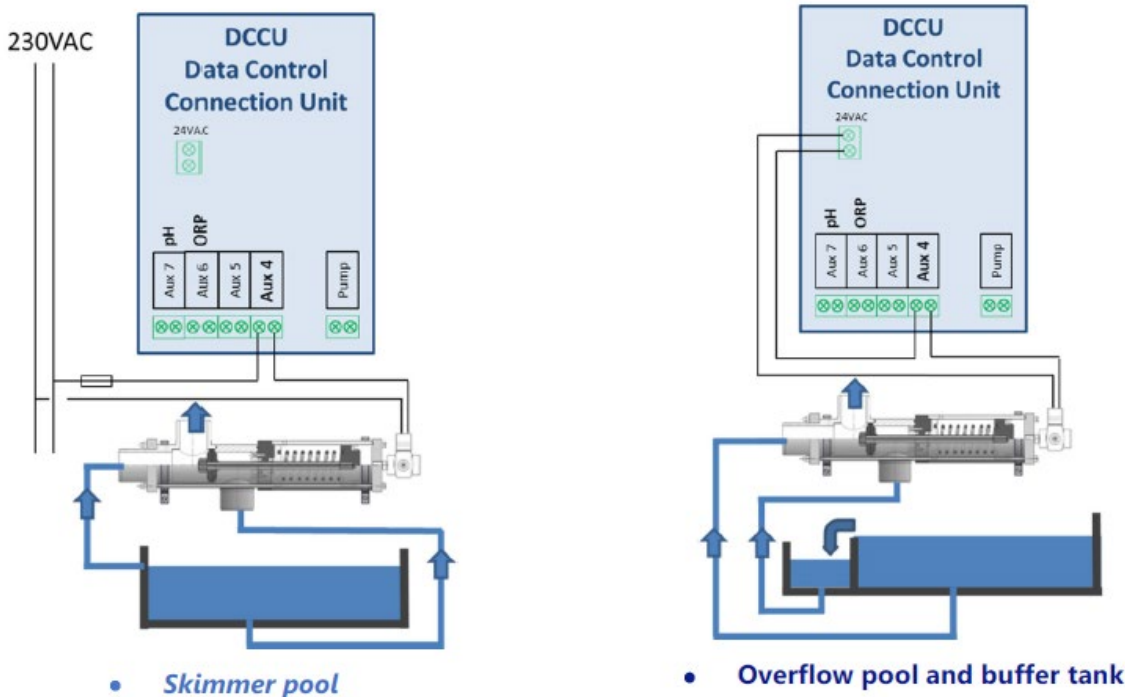 230VAC
DCCU
Data Control
Connection Unit
24VAC
pH
ORP
Aux 7
Aux 6
Aux 5
Aux 4
Pump
• Skimmer pool
DCCU
Data Control
Connection Unit
24VAC
pH
ORP
Aux 7
Aux 6
Aux 5
Aux 4
Pump
• Overflow pool and buffer tank